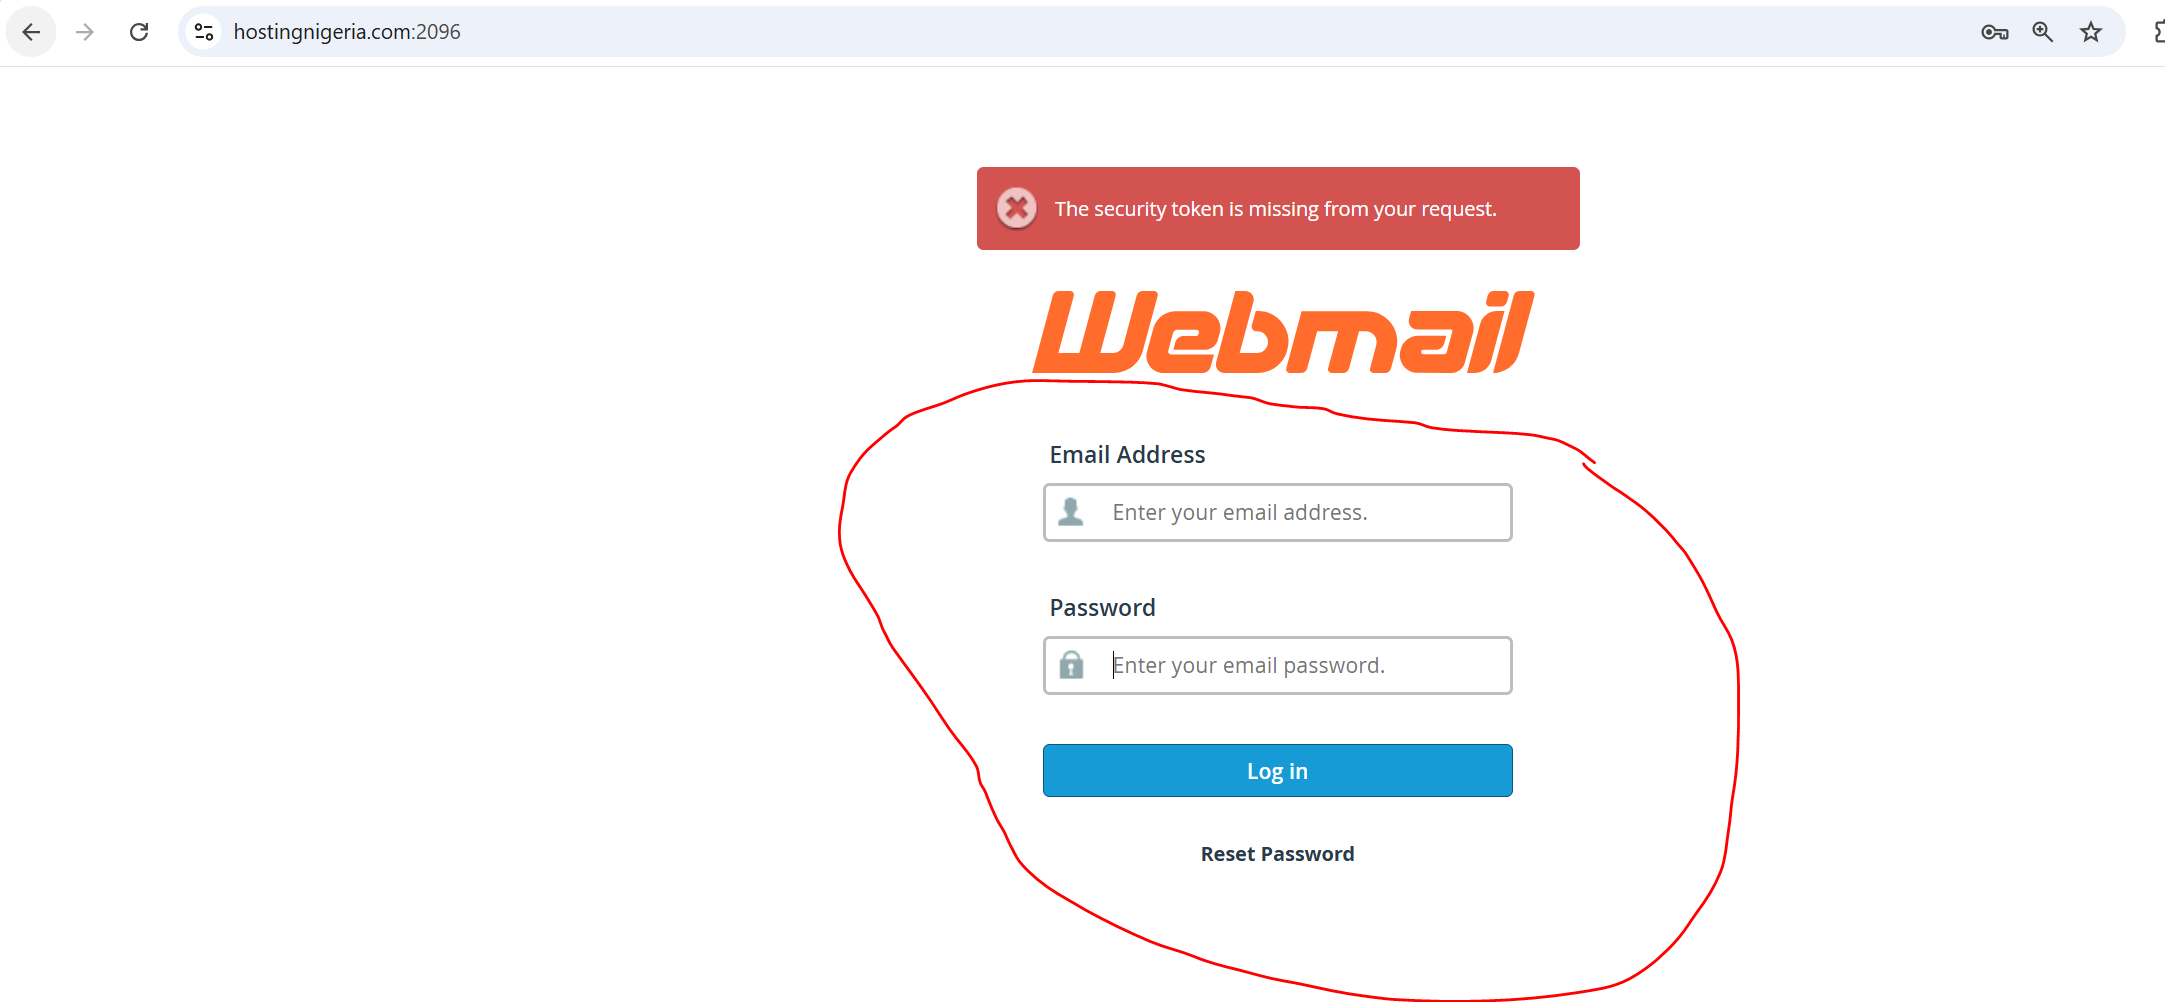 hostingnigeria.com:2096
The security token is missing from your request.
Webmail
Email Address
Enter your email address.
Password
Enter your email password.
Log in
Reset Password